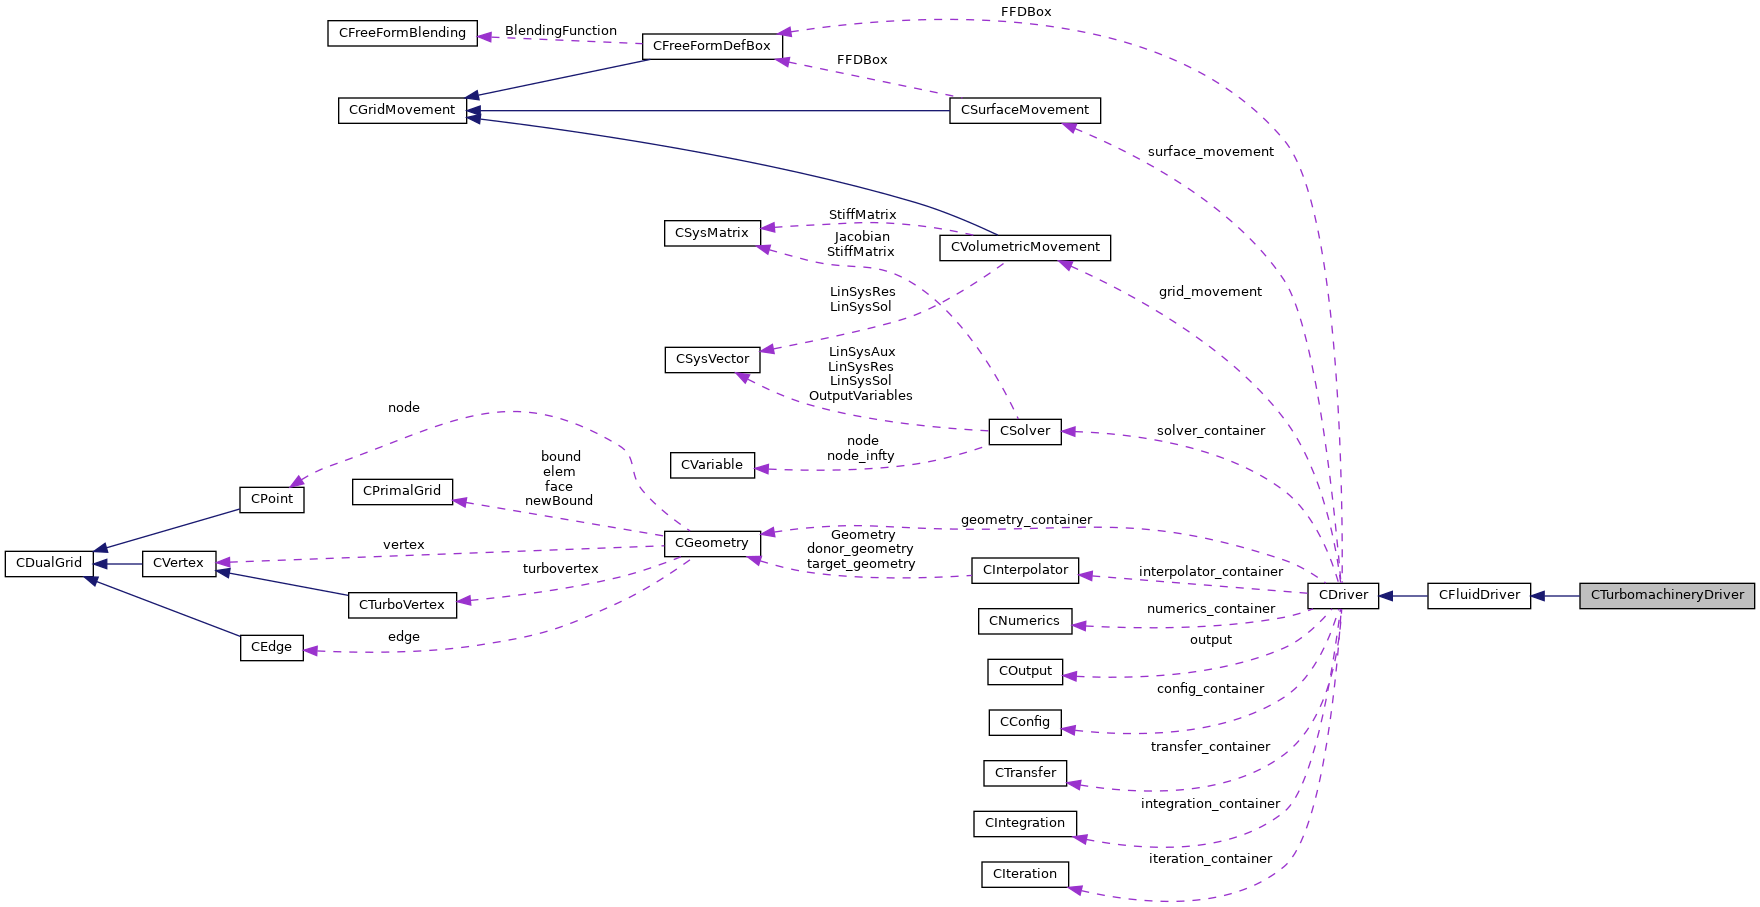 FFDBox
CFreeFormBlending
BlendingFunction
CFreeFormDefBox
FFDBox
CGridMovement
CSurfaceMovement
surface_movement
StiffMatrix
CSysMatrix
Jacobian
StiffMatrix
CVolumetricMovement
LinSysRes
LinSysSol
grid_movement
CSysVector
LinSysAux
LinSysRes
LinSysSol
OutputVariables
node
CSolver
solver_container
node
node_infty
CVariable
bound
elem
face
newBound
CPrimalGrid
CPoint
geometry_container
Geometry
donor_geometry
target_geometry
CGeometry
vertex
CDualGrid
CVertex
turbovertex
CInterpolator
interpolator_container
CDriver
CFluidDriver
CTurbomachineryDriver
CTurboVertex
numerics_container
CNumerics
edge
CEdge
output
COutput
config_container
CConfig
transfer_container
CTransfer
integration_container
CIntegration
iteration_container
CIteration